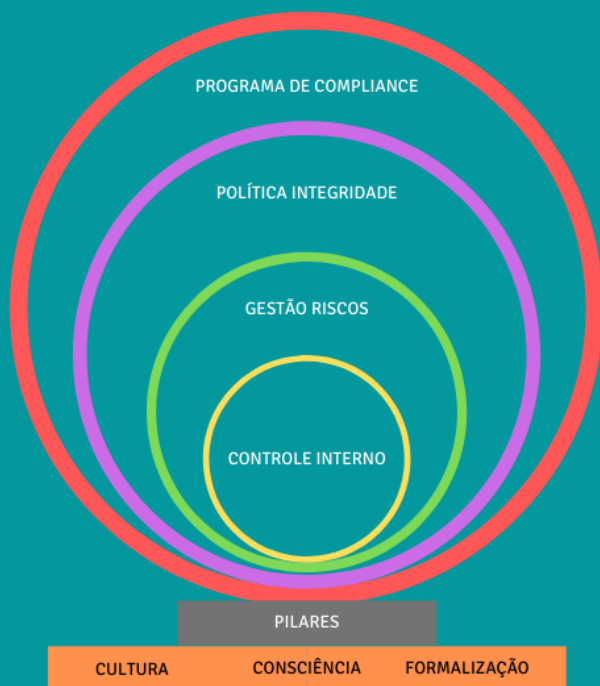 PROGRAMA DE COMPLIANCE
POLÍTICA INTEGRIDADE
GESTÃO RISCOS
CONTROLE INTERNO
PILARES
CULTURA CONSCIÊNCIA FORMALIZAÇÃO